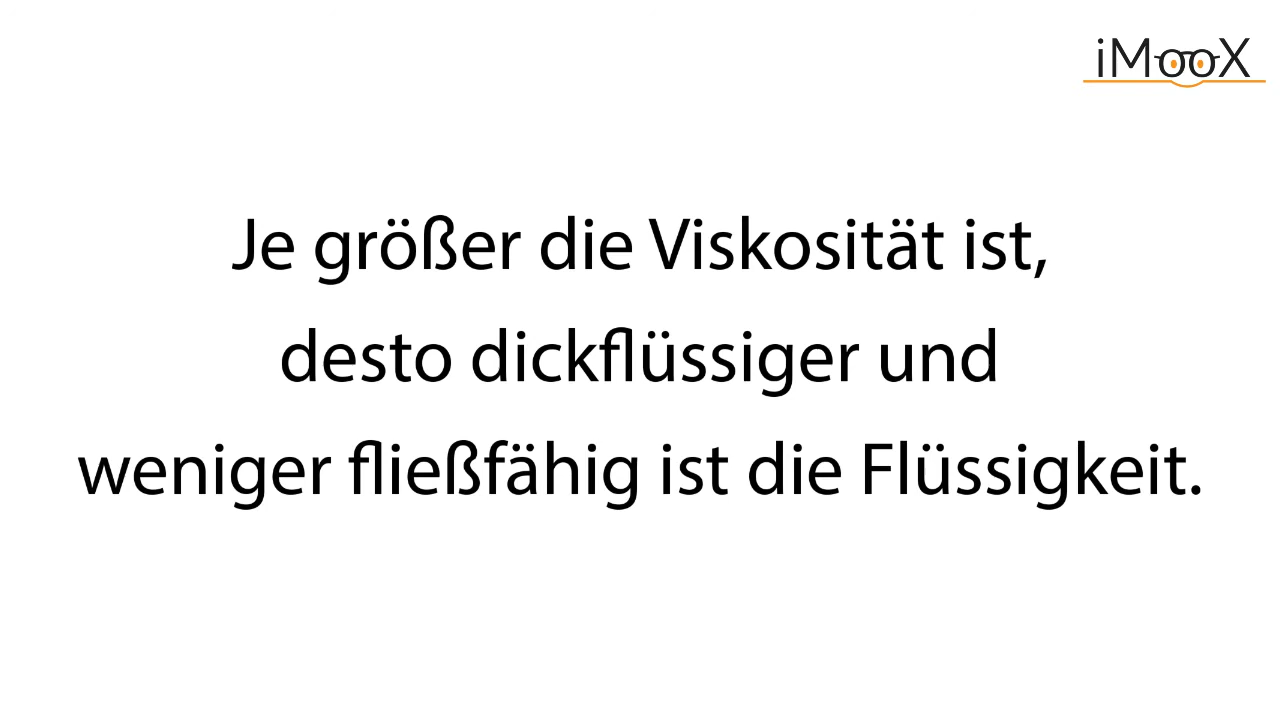 iMooX
Je größer die Viskosität ist,
desto dickflüssiger und
weniger fließfähig ist die Flüssigkeit.